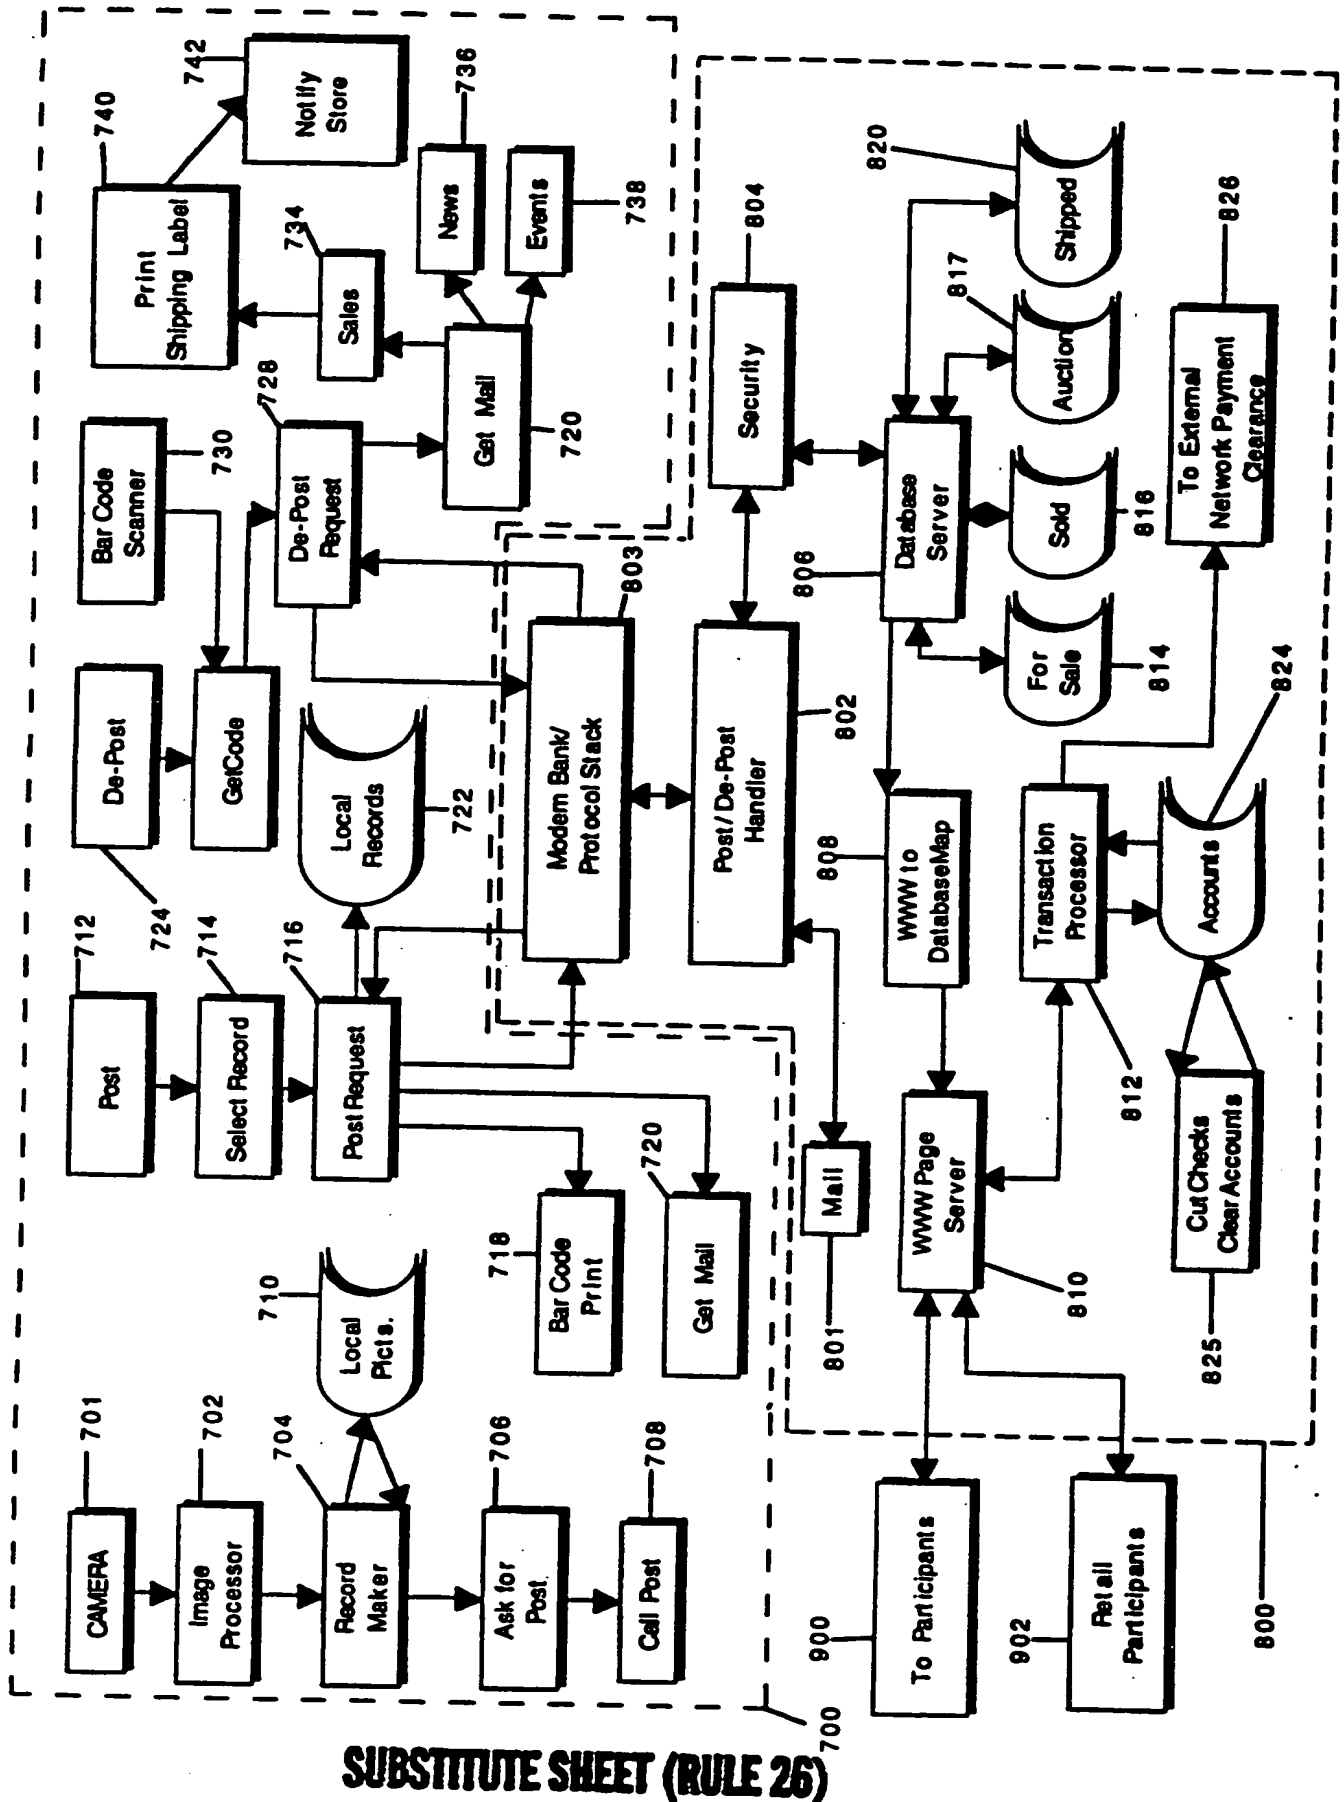 701
CAMERA
702
Image
Processor
704
Record
Maker
706
Ask for
Post
708
Call Post
710
Local
Picts.
712
Post
714
Select Record
716
Post Request
718
Bar Code
Print
720
Get Mail
722
Local
Records
724
De-Post
GetCode
730
Bar Code
Scanner
728
De-Post
Request
720
Get Mail
734
Sales
736
News
738
Events
740
Print
Shipping Label
742
Notify
Store
700
803
Modem Bank/
Protocol Stack
802
Post/De-Post
Handler
804
Security
801
Mail
806
Database
Server
808
WWW to
DatabaseMap
810
WWW Page
Server
812
Transaction
Processor
814
For
Sale
816
Sold
817
Auction
820
Shipped
824
Accounts
825
Cut Checks
Clear Accounts
826
To External
Network Payment
Clearance
900
To Participants
902
Retail
Participants
800
SUBSTITUTE SHEET (RULE 26)